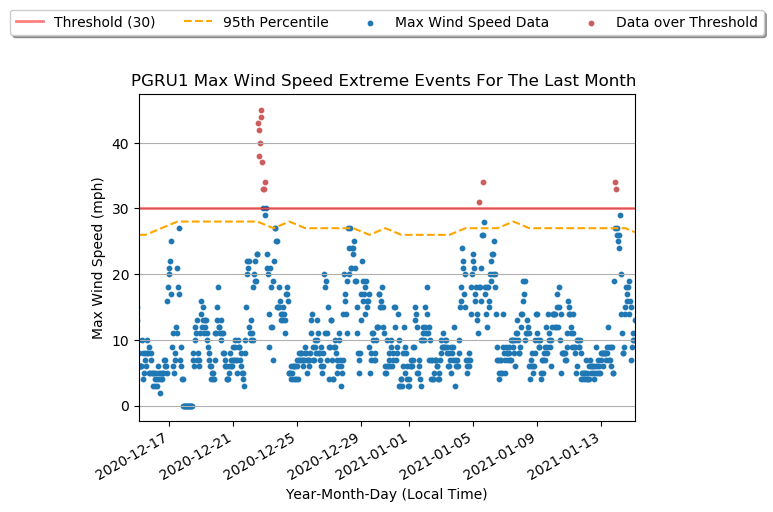 Threshold (30) 95th Percentile Max Wind Speed Data Data over Threshold
PGRU1 Max Wind Speed Extreme Events For The Last Month
Max Wind Speed (mph)
40
30
20
10
0
2020-12-17 2020-12-21 2020-12-25 2020-12-29 2021-01-01 2021-01-05 2021-01-09 2021-01-13
Year-Month-Day (Local Time)